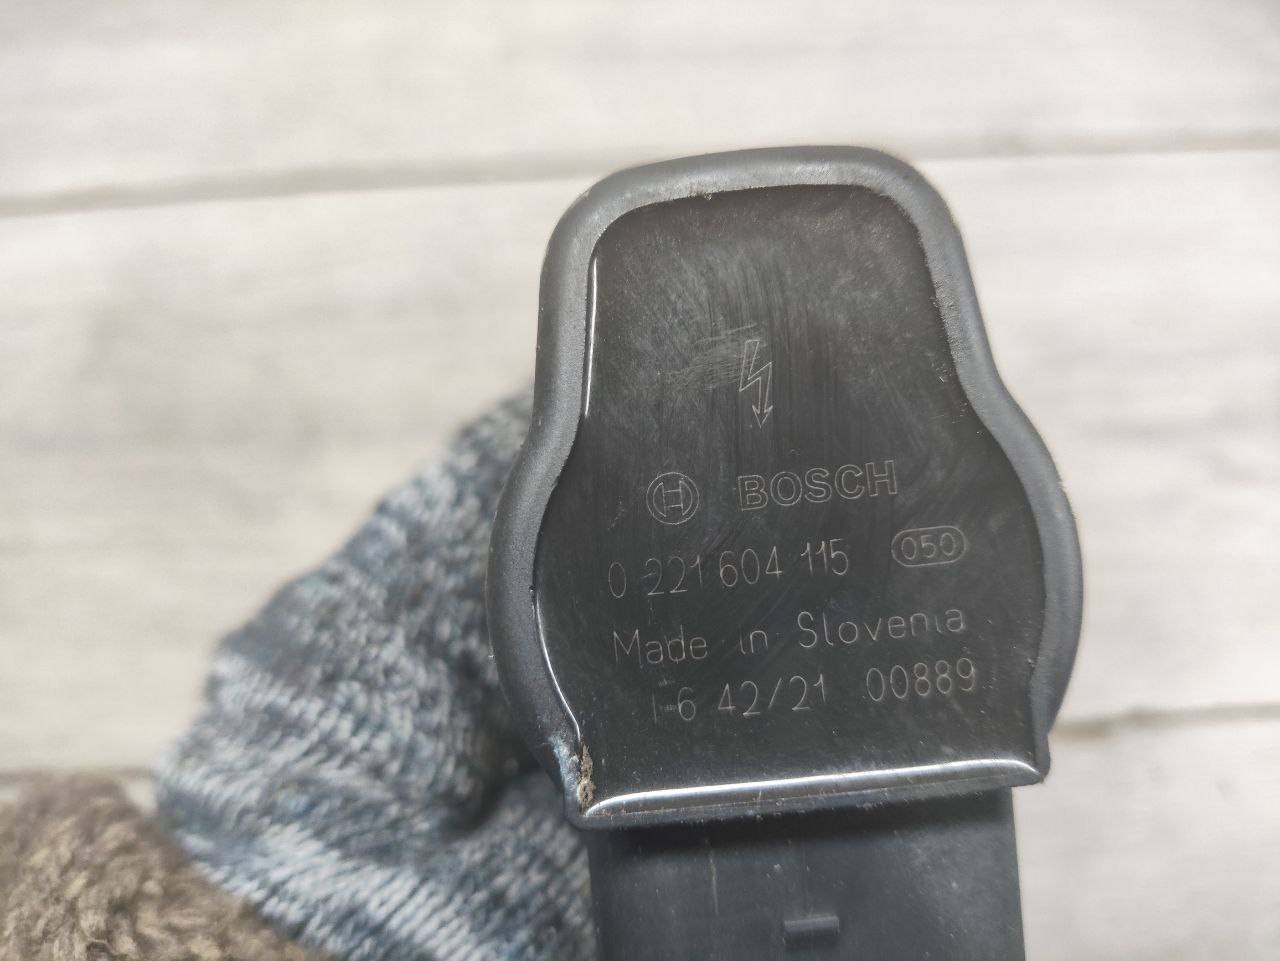 BOSCH
0 221 604 115 050
Made in Slovenia
1-6 42/21 00889